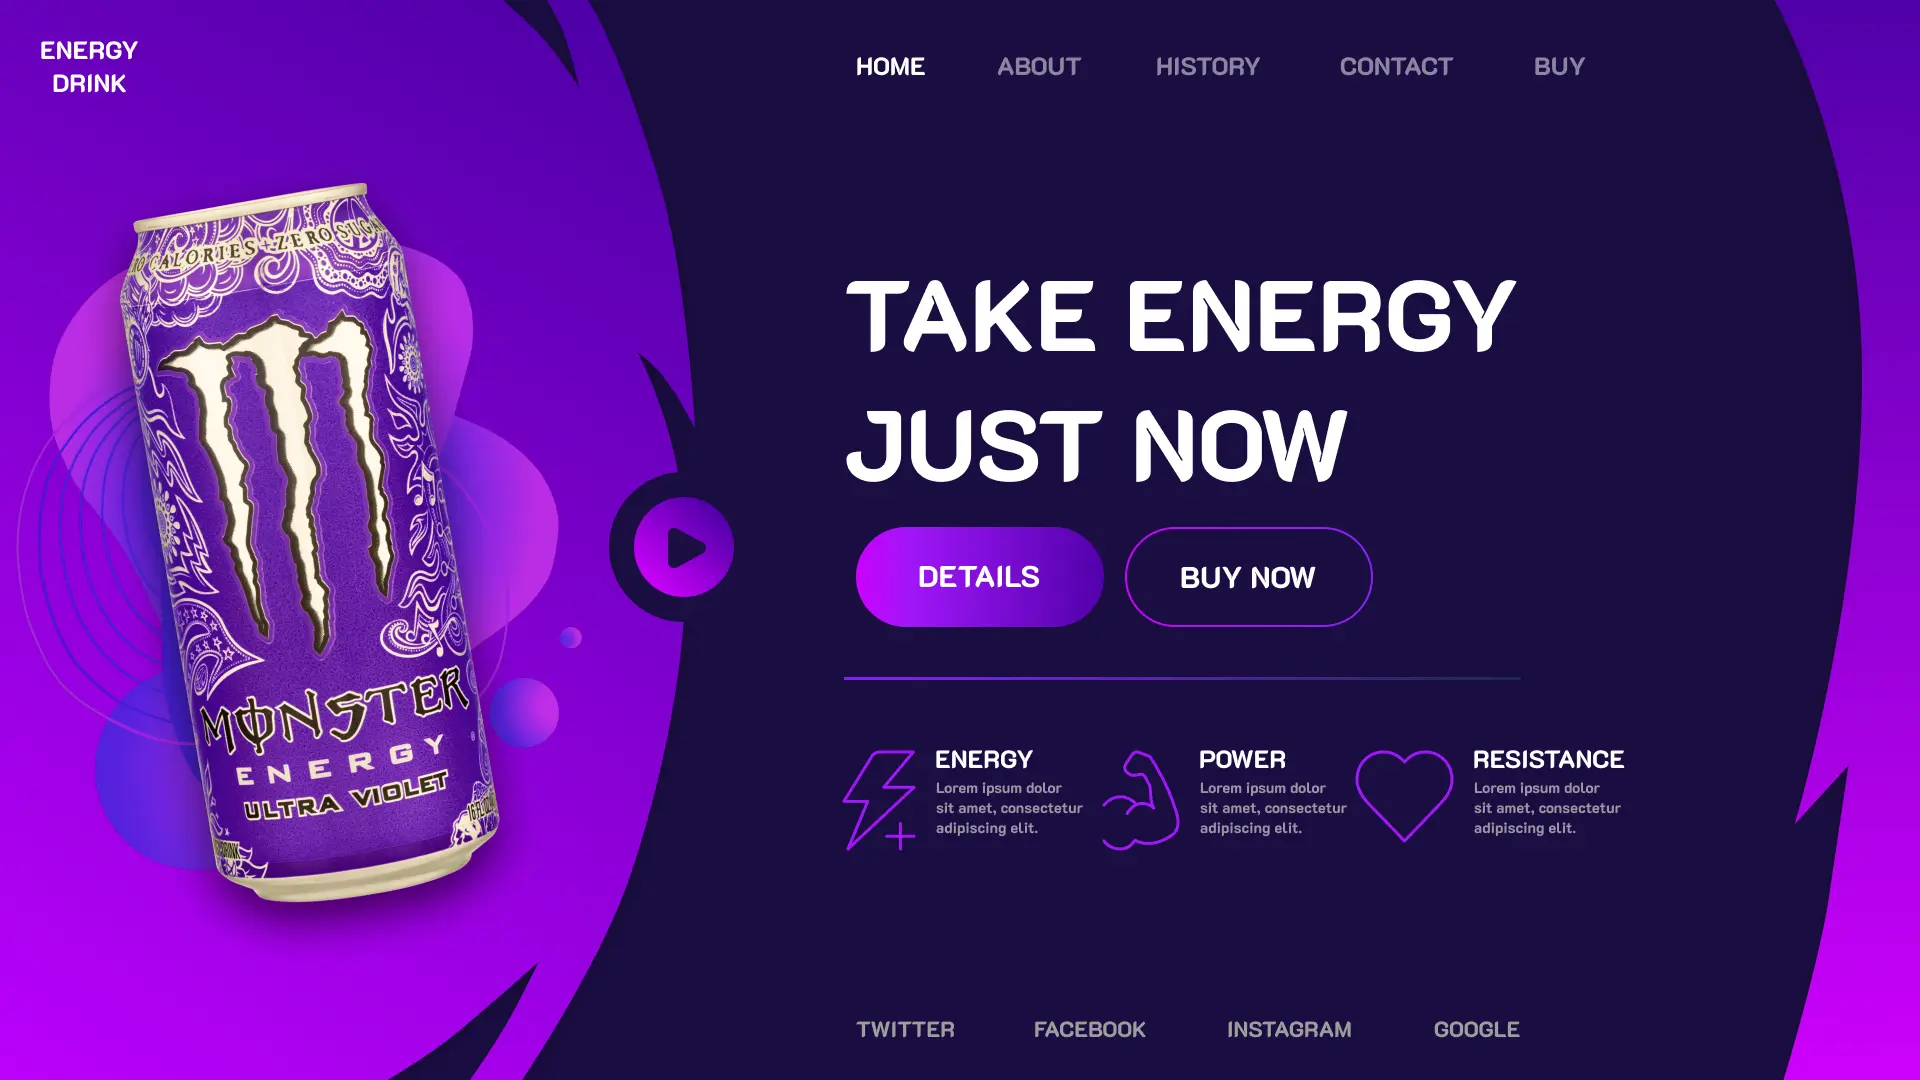 ENERGY
DRINK
HOME
ABOUT
HISTORY
CONTACT
BUY
CALORIES + ZERO SUGAR
MONSTER
ENERGY
ULTRA VIOLET
TAKE ENERGY
JUST NOW
DETAILS
BUY NOW
ENERGY
Lorem ipsum dolor
sit amet, consectetur
adipiscing elit.
POWER
Lorem ipsum dolor
sit amet, consectetur
adipiscing elit.
RESISTANCE
Lorem ipsum dolor
sit amet, consectetur
adipiscing elit.
TWITTER
FACEBOOK
INSTAGRAM
GOOGLE